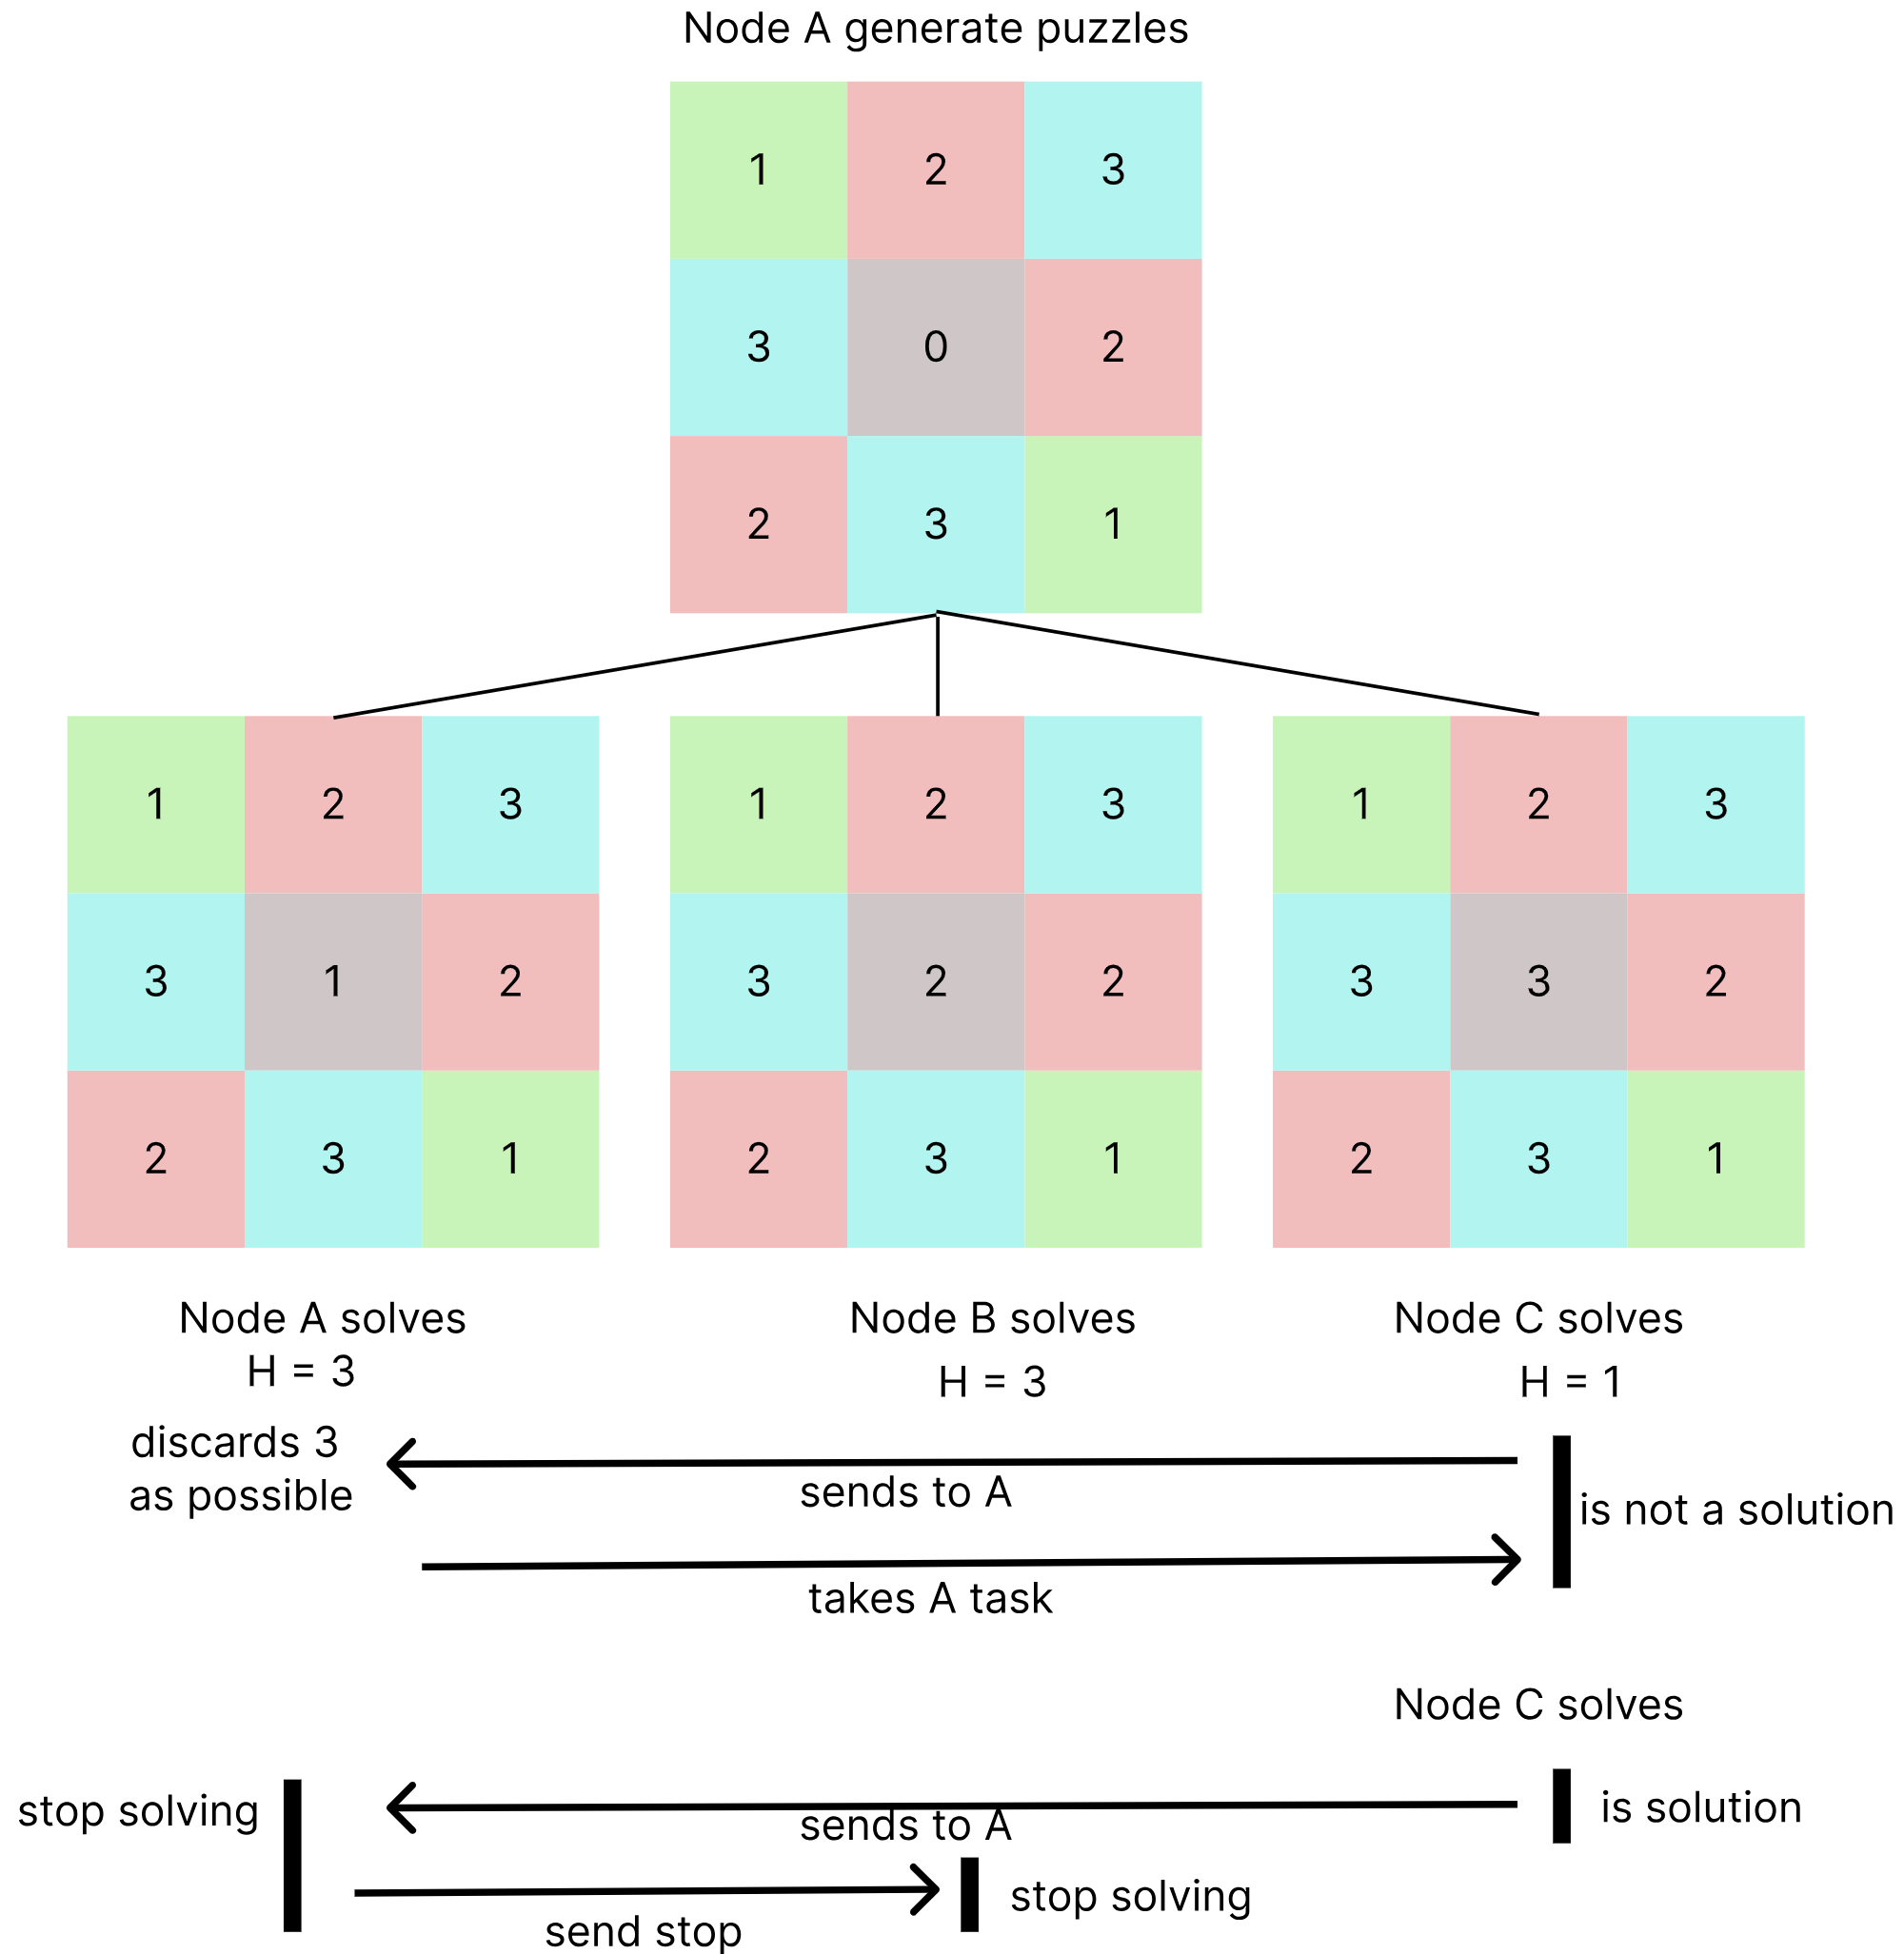 Node A generate puzzles
1 2 3
3 0 2
2 3 1
1 2 3 1 2 3 1 2 3
3 1 2 3 2 2 3 3 2
2 3 1 2 3 1 2 3 1
Node A solves
H = 3
Node B solves
H = 3
Node C solves
H = 1
discards 3
as possible
sends to A
is not a solution
takes A task
Node C solves
stop solving
sends to A
is solution
send stop
stop solving